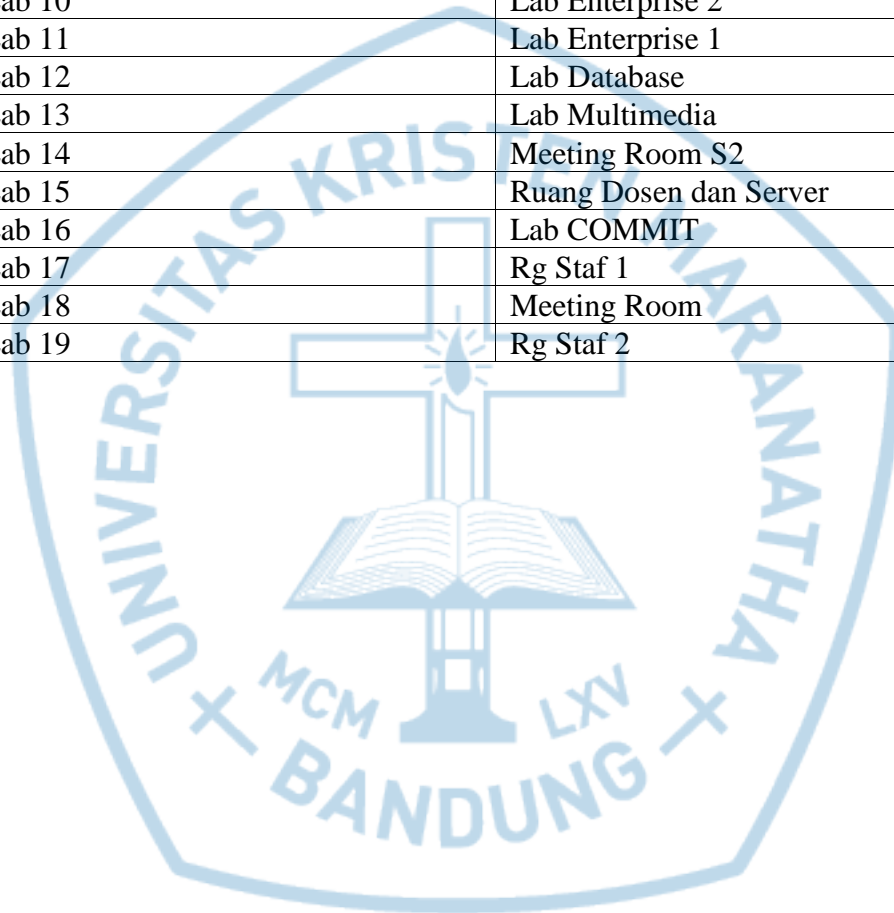 ab 10 Lab Enterprise 2
ab 11 Lab Enterprise 1
ab 12 Lab Database
ab 13 Lab Multimedia
ab 14 Meeting Room S2
ab 15 Ruang Dosen dan Server
ab 16 Lab COMMIT
ab 17 Rg Staf 1
ab 18 Meeting Room
ab 19 Rg Staf 2
UNIVERSITAS KRISTEN MARANATHA
MCM LXV
BANDUNG